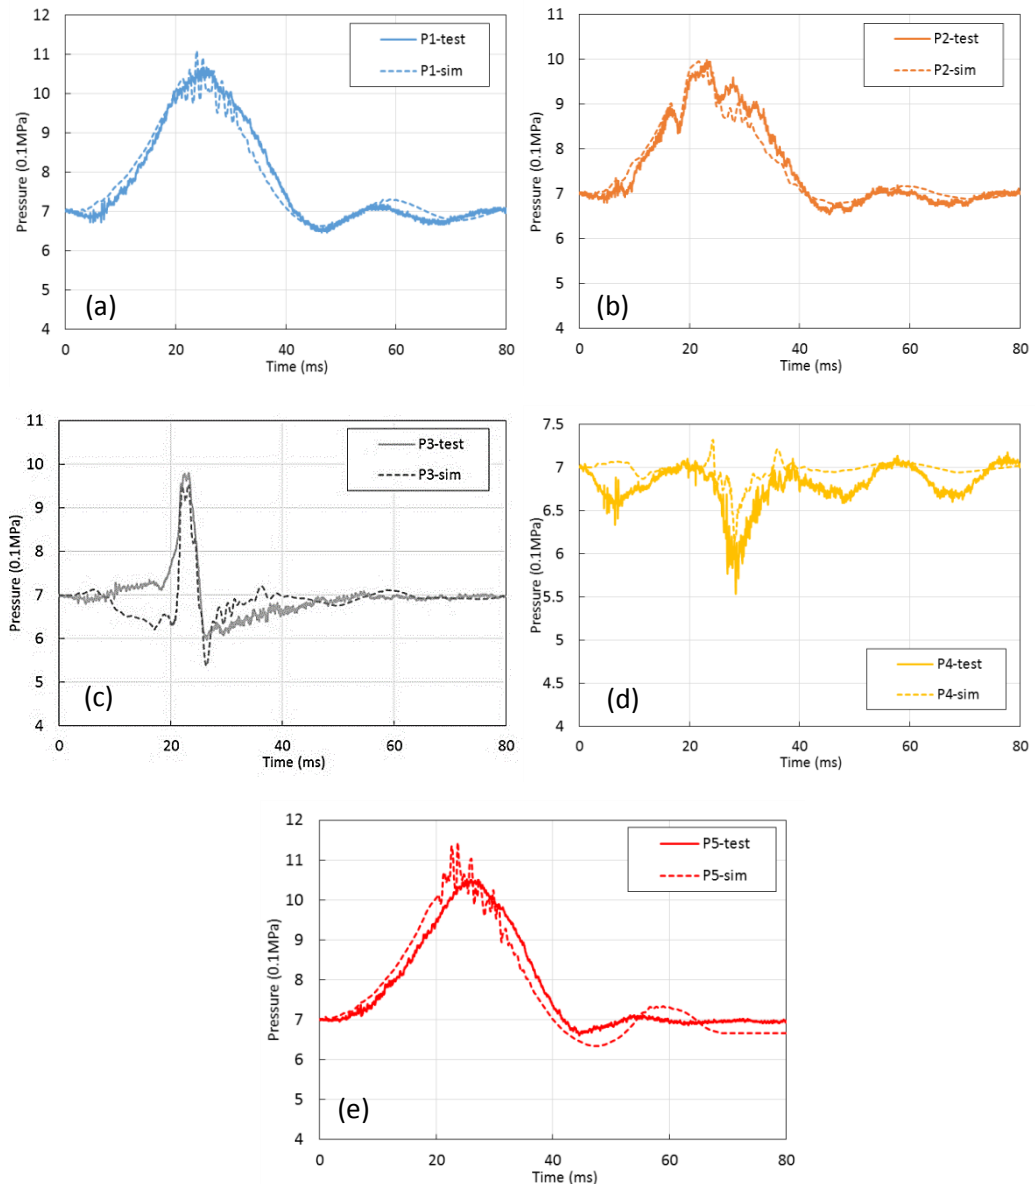 12
11
10
9
8
7
6
5
4
Pressure (0.1MPa)
P1-test
P1-sim
(a)
0
20
40
60
80
Time (ms)
11
10
9
8
7
6
5
4
Pressure (0.1MPa)
P2-test
P2-sim
(b)
0
20
40
60
80
Time (ms)
11
10
9
8
7
6
5
4
Pressure (0.1MPa)
P3-test
P3-sim
(c)
0
20
40
60
80
Time (ms)
7.5
7
6.5
6
5.5
5
4.5
4
Pressure (0.1MPa)
P4-test
P4-sim
(d)
0
20
40
60
80
Time (ms)
12
11
10
9
8
7
6
5
4
Pressure (0.1MPa)
P5-test
P5-sim
(e)
0
20
40
60
80
Time (ms)